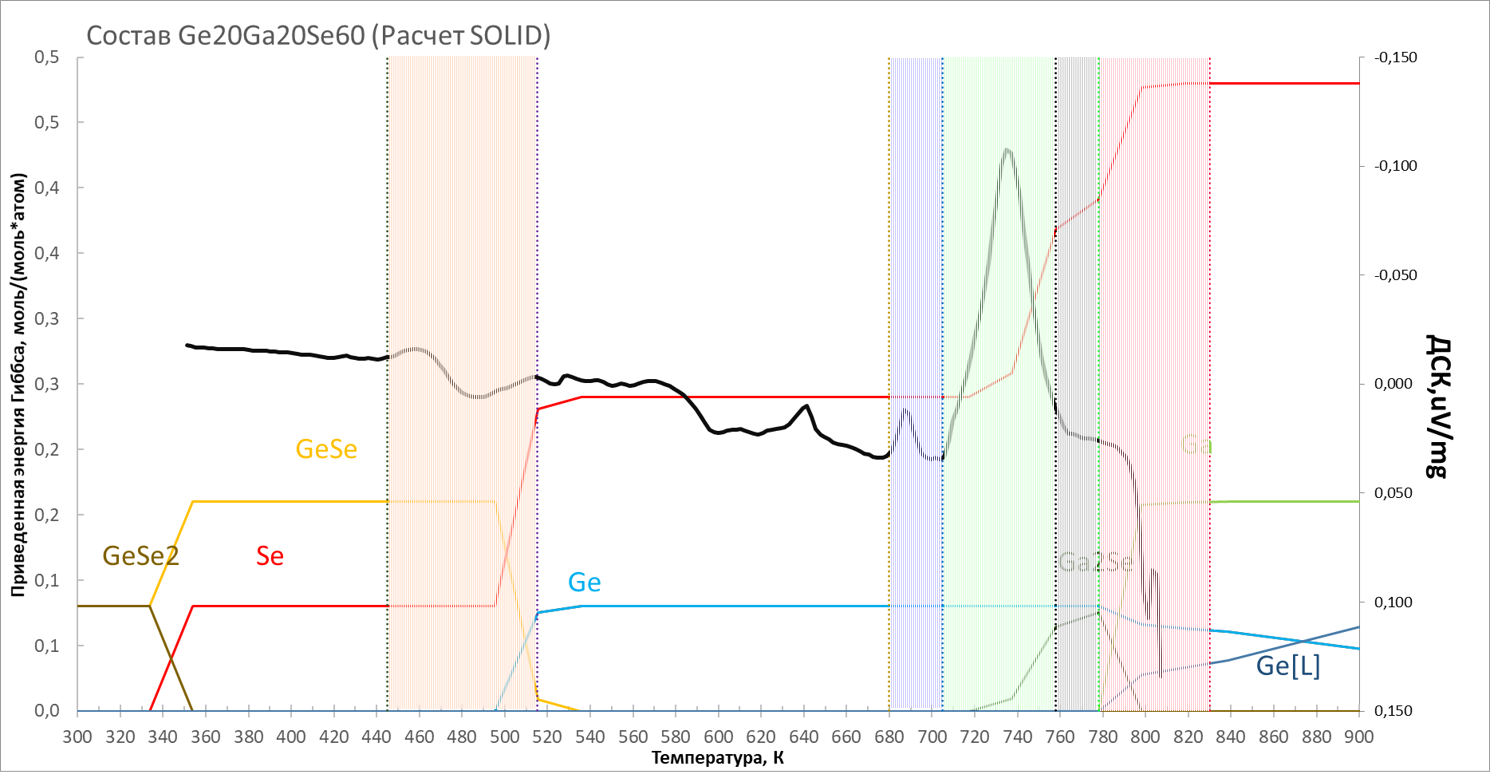 Состав Ge20Ga20Se60 (Расчет SOLID)
Приведенная энергия Гиббса, моль/(моль*атом)
0,5
0,5
0,4
0,4
0,3
0,3
0,2
0,2
0,1
0,1
0,0
-0,150
-0,100
-0,050
0,000
0,050
0,100
0,150
ДСК,uV/mg
GeSe
Ga
GeSe2
Se
Ga2Se
Ge
Ge[L]
300 320 340 360 380 400 420 440 460 480 500 520 540 560 580 600 620 640 660 680 700 720 740 760 780 800 820 840 860 880 900
Температура, К